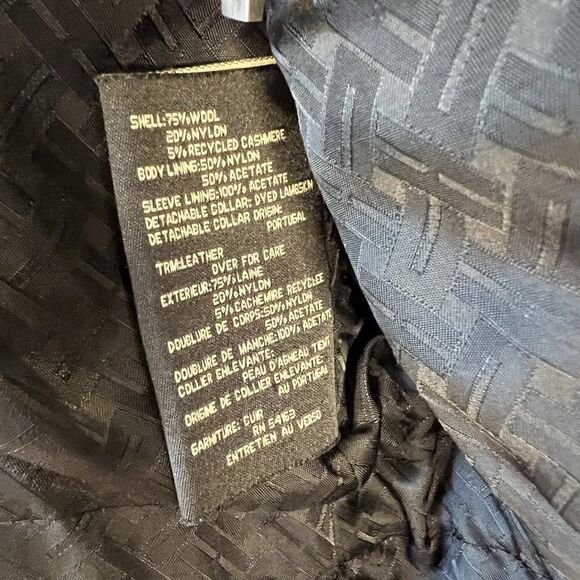 SHELL:75%WOOL
20%NYLON
5%RECYCLED CASHMERE
BODY LINING:50%NYLON
50% ACETATE
SLEEVE LINING:100% ACETATE
DETACHABLE COLLAR: DYED LAMBSKIN
DETACHABLE COLLAR ORIGIN:
PORTUGAL
TRIM:LEATHER
OVER FOR CARE
EXTERIEUR:75%LAINE
20%NYLON
5%CACHEMIRE RECYCLEE
DOUBLURE DE CORPS:50%NYLON
50% ACETATE
DOUBLURE DE MANCHE:100% ACETATE
COLLIER ENLEVANTE:
PEAU D'AGNEAU TEINT
ORIGINE DE COLLIER ENLEVANTE:
AU PORTUGAL
GARNITURE: CUIR
RN 54163
ENTRETIEN AU VERSO